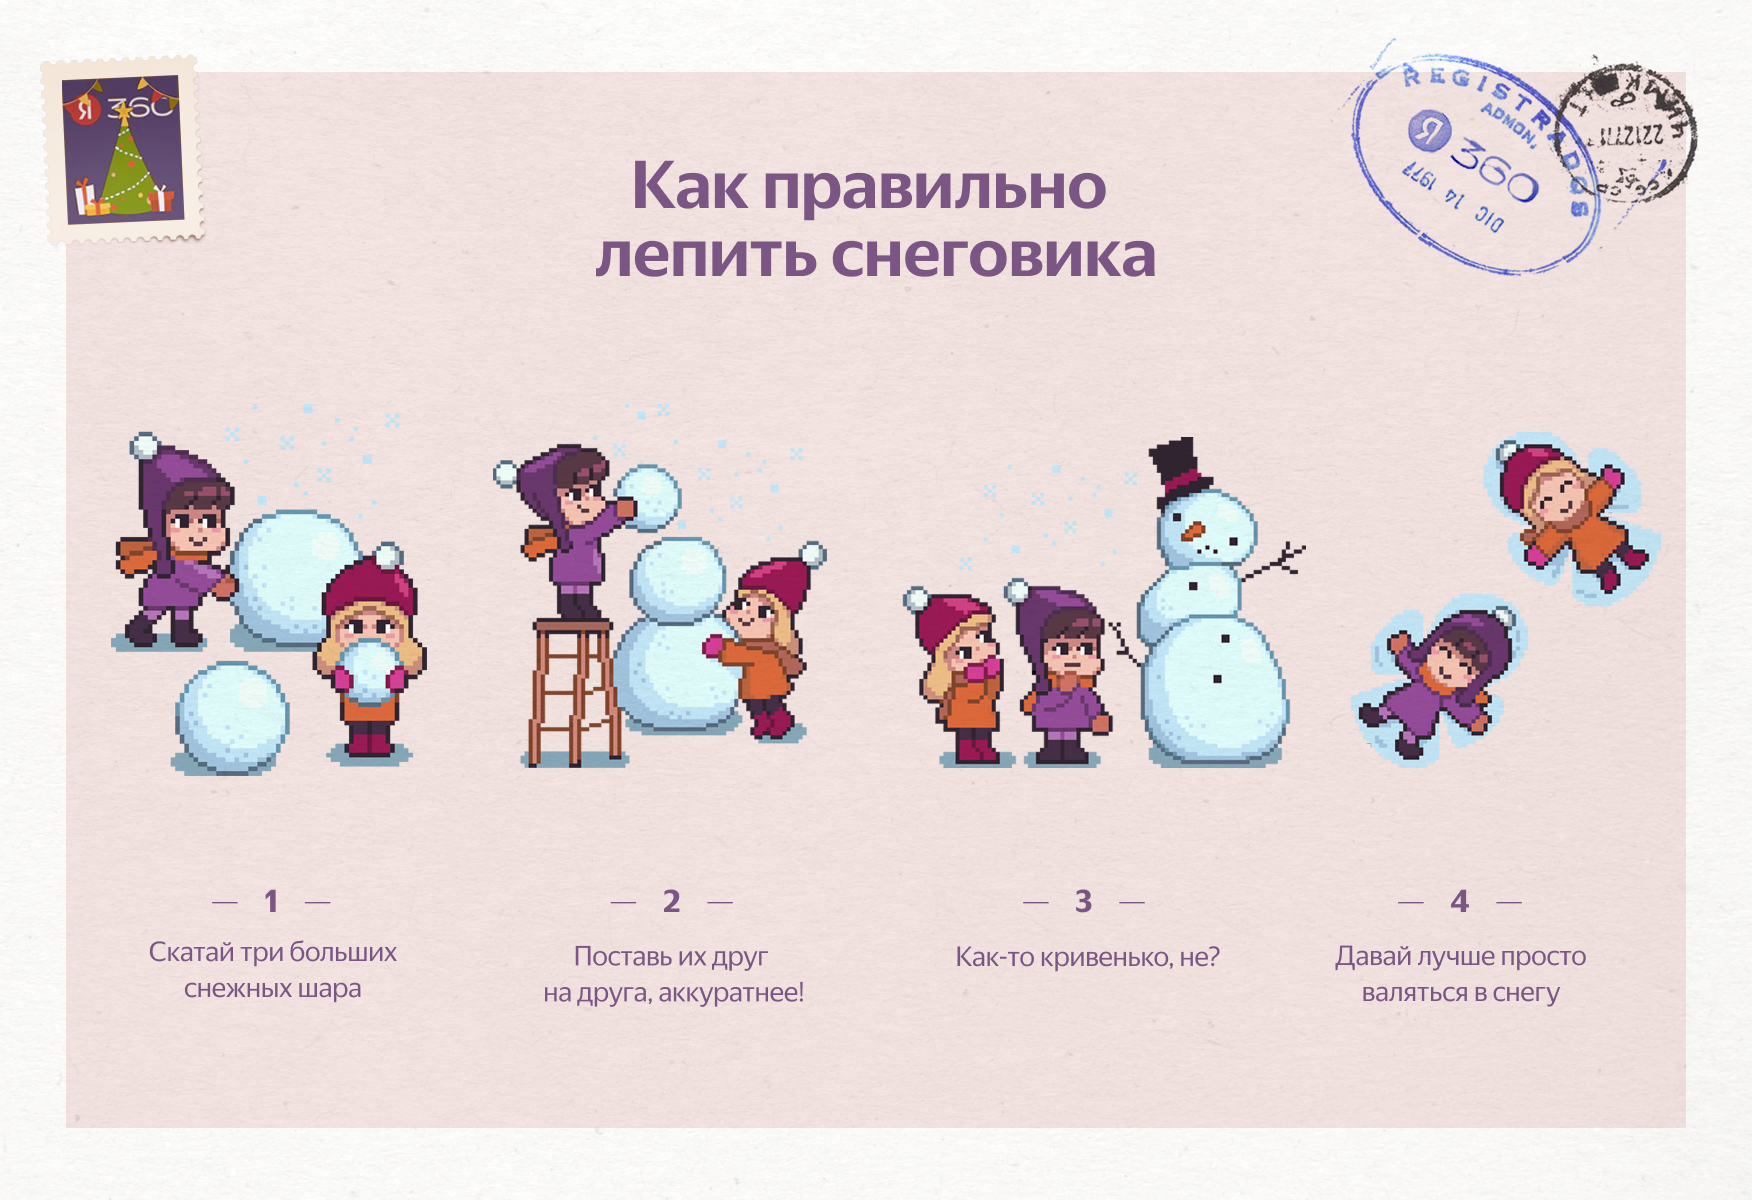 Я 360
REGISTRADOS
ADMON,
Я 360
DIC 14 1977
Как правильно
лепить снеговика
— 1 —
Скатай три больших
снежных шара
— 2 —
Поставь их друг
на друга, аккуратнее!
— 3 —
Как-то кривенько, не?
— 4 —
Давай лучше просто
валяться в снегу